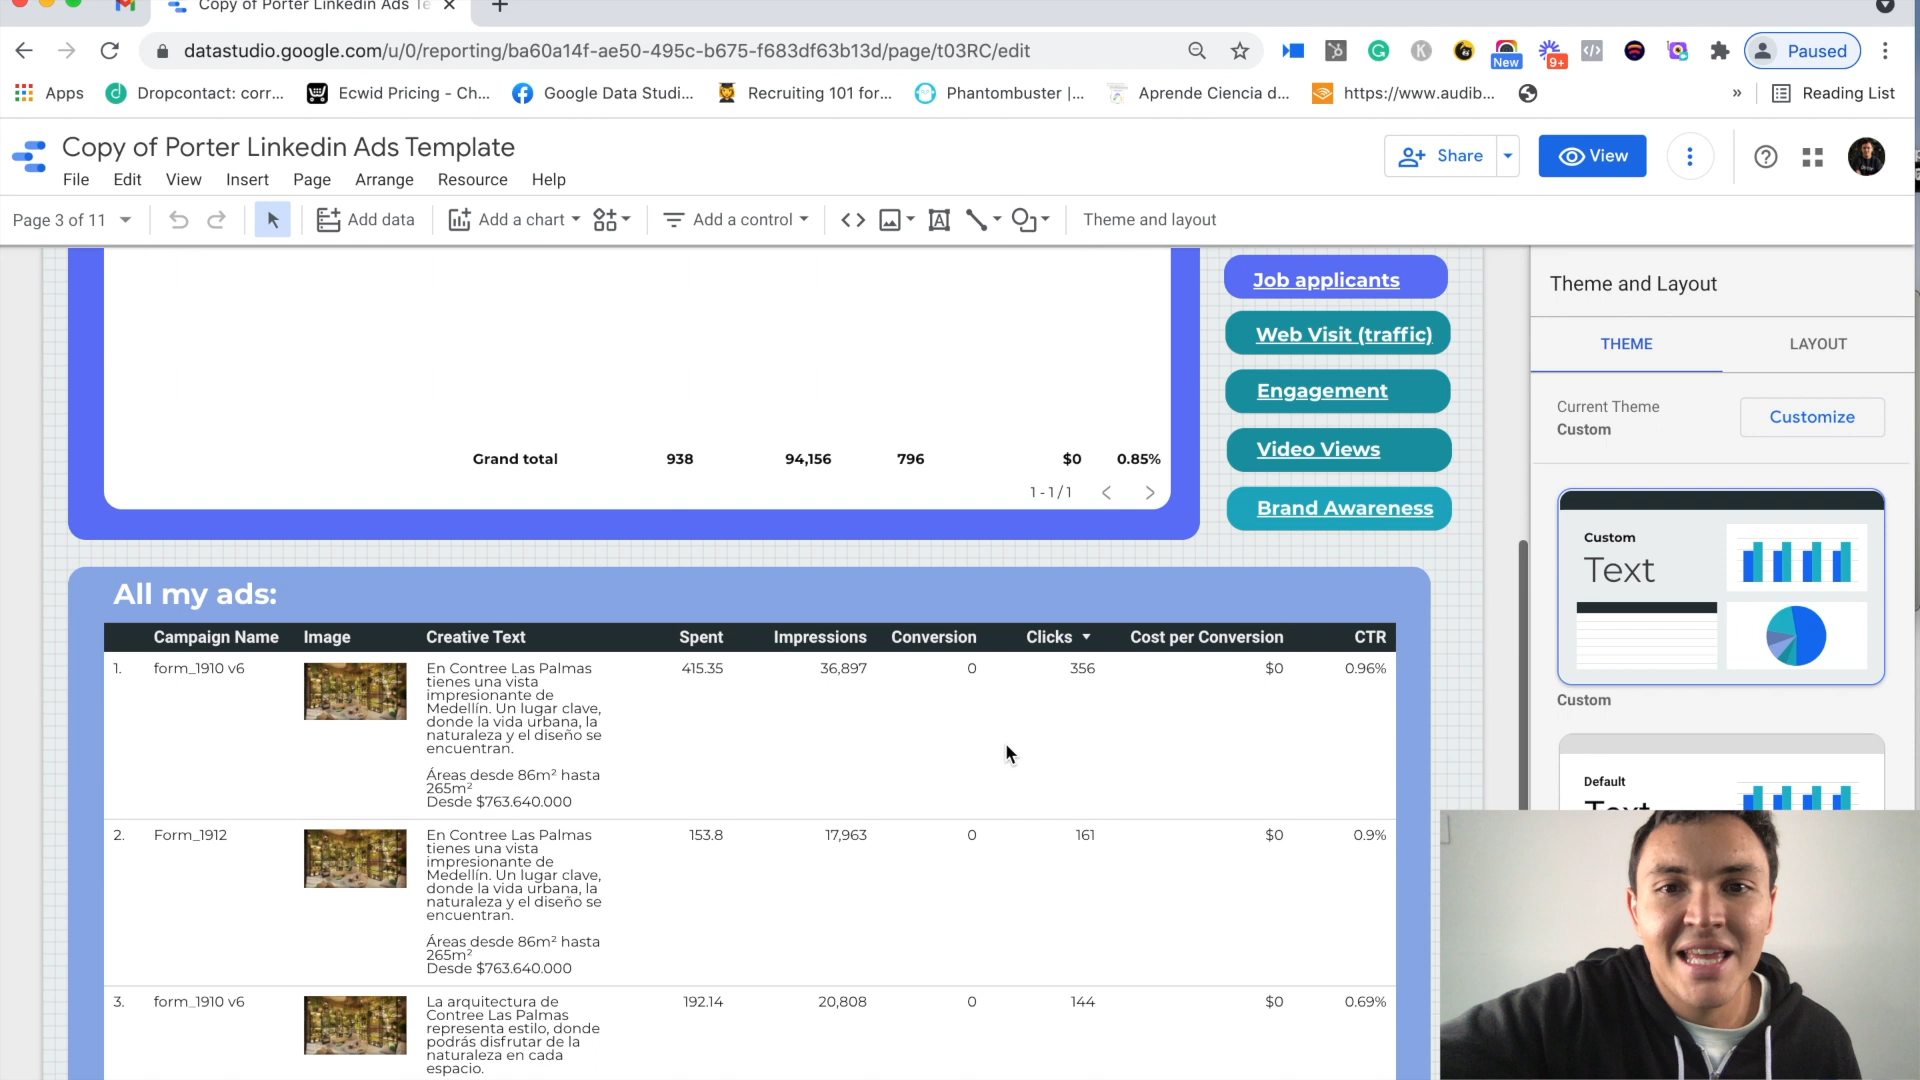 Copy of Porter Linkedin Ads Te
datastudio.google.com/u/0/reporting/ba60a14f-ae50-495c-b675-f683df63b13d/page/t03RC/edit
New
9+
Paused
Apps
Dropcontact: corr...
Ecwid Pricing - Ch...
Google Data Studi...
Recruiting 101 for...
Phantombuster |...
Aprende Ciencia d...
https://www.audib...
»
Reading List
Copy of Porter Linkedin Ads Template
Share
View
File Edit View Insert Page Arrange Resource Help
Page 3 of 11
Add data
Add a chart
Add a control
Theme and layout
Job applicants
Web Visit (traffic)
Engagement
Video Views
Brand Awareness
Grand total 938 94,156 796 $0 0.85%
1 - 1 / 1
Theme and Layout
THEME LAYOUT
Current Theme
Custom
Customize
Custom
Text
Custom
Default
Text
All my ads:
Campaign Name Image Creative Text Spent Impressions Conversion Clicks Cost per Conversion CTR
1. form_1910 v6 En Contree Las Palmas 415.35 36,897 0 356 $0 0.96%
tienes una vista
impresionante de
Medellín. Un lugar clave,
donde la vida urbana, la
naturaleza y el diseño se
encuentran.
Áreas desde 86m² hasta
265m²
Desde $763.640.000
2. Form_1912 En Contree Las Palmas 153.8 17,963 0 161 $0 0.9%
tienes una vista
impresionante de
Medellín. Un lugar clave,
donde la vida urbana, la
naturaleza y el diseño se
encuentran.
Áreas desde 86m² hasta
265m²
Desde $763.640.000
3. form_1910 v6 La arquitectura de 192.14 20,808 0 144 $0 0.69%
Contree Las Palmas
representa estilo, donde
podrás disfrutar de la
naturaleza en cada
espacio.